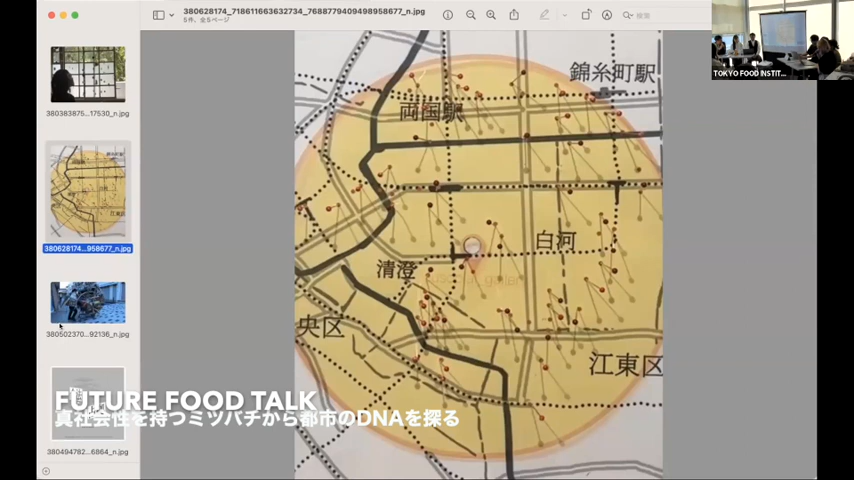 380628174_718611663632734_7688779409498958677_n.jpg
5件、全5ページ
検索
TOKYO FOOD INSTIT...
380383875...17530_n.jpg
380628174...958677_n.jpg
380502370...92136_n.jpg
380494782...6864_n.jpg
錦糸町駅
両国駅
白河
清澄
央区
江東区
FUTURE FOOD TALK
真社会性を持つミツバチから都市のDNAを探る